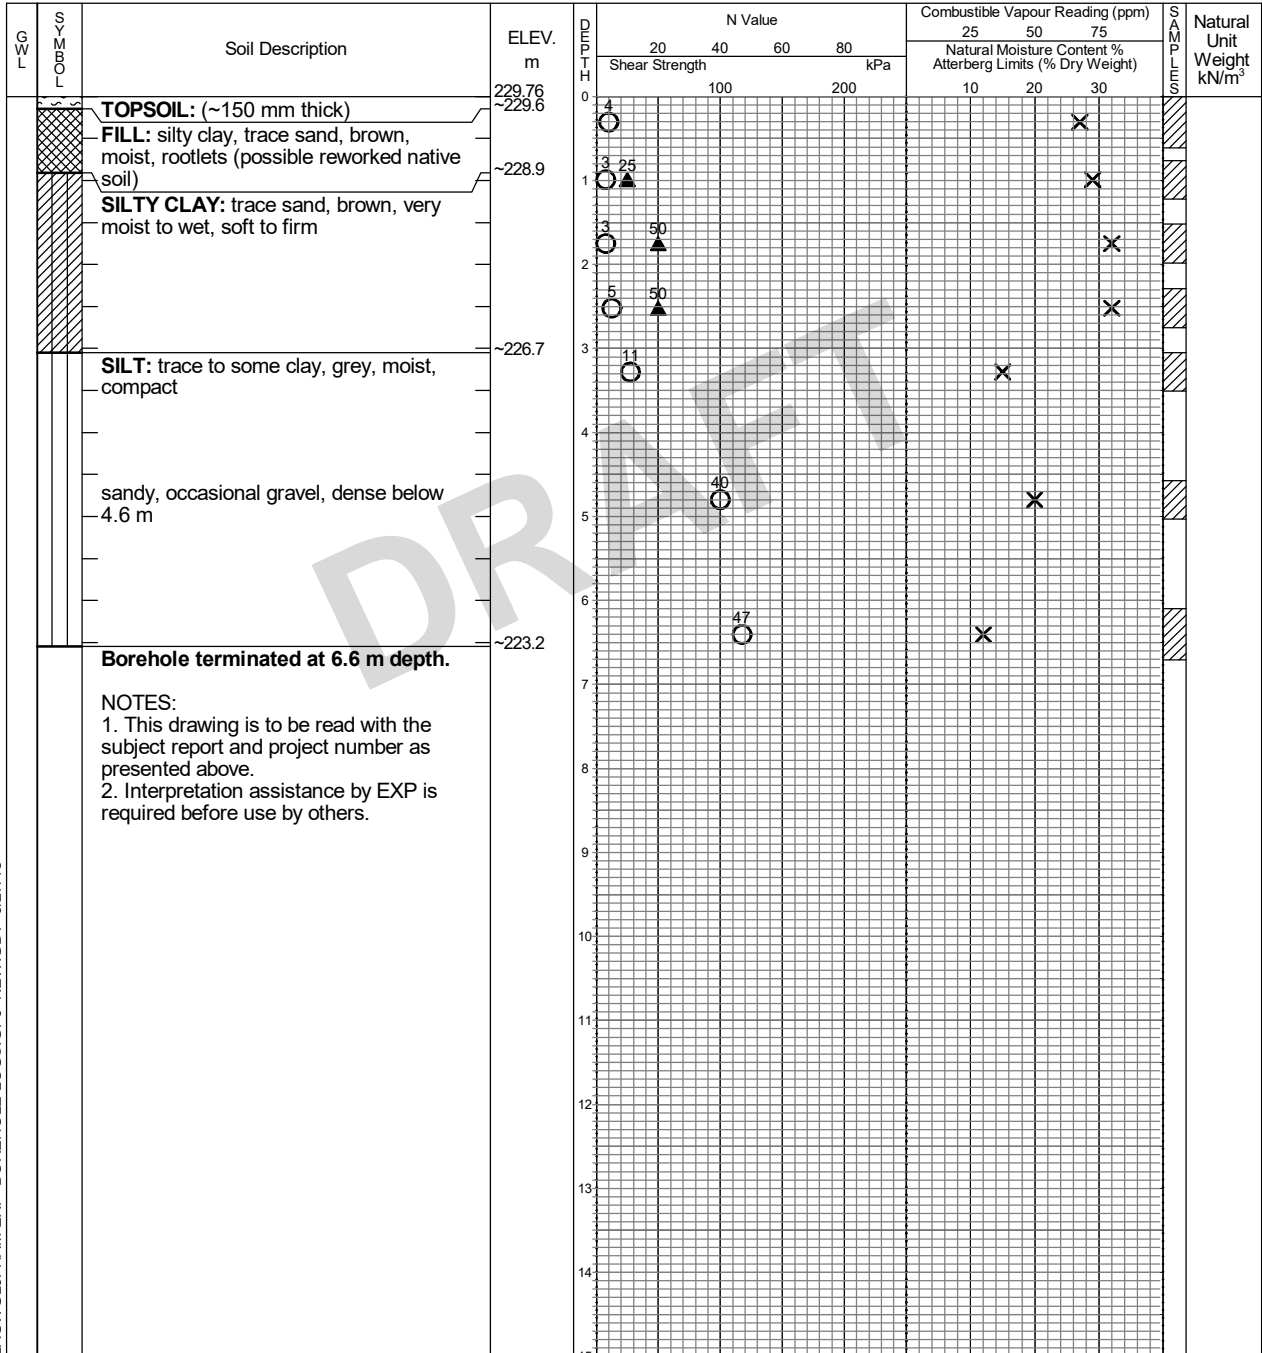 GWL
SYMBOL
Soil Description
ELEV.
m
DEPTH
N Value
20 40 60 80
Shear Strength kPa
100 200
Combustible Vapour Reading (ppm)
25 50 75
Natural Moisture Content %
Atterberg Limits (% Dry Weight)
10 20 30
SAMPLES
Natural
Unit
Weight
kN/m³
229.76
~229.6
TOPSOIL: (~150 mm thick)
FILL: silty clay, trace sand, brown,
moist, rootlets (possible reworked native
soil)
~228.9
SILTY CLAY: trace sand, brown, very
moist to wet, soft to firm
~226.7
SILT: trace to some clay, grey, moist,
compact
sandy, occasional gravel, dense below
4.6 m
~223.2
Borehole terminated at 6.6 m depth.
NOTES:
1. This drawing is to be read with the
subject report and project number as
presented above.
2. Interpretation assistance by EXP is
required before use by others.
0
4
3 25
1
3 50
2
5 50
3
11
4
40
5
6
47
7
8
9
10
11
12
13
14
DRAFT